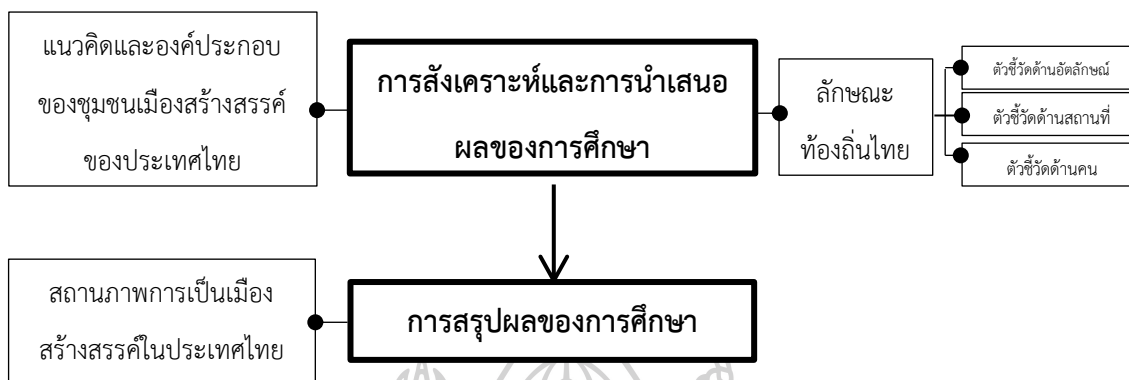 แนวคิดและองค์ประกอบ
ของชุมชนเมืองสร้างสรรค์
ของประเทศไทย
การสังเคราะห์และการนำเสนอ
ผลของการศึกษา
ลักษณะ
ท้องถิ่นไทย
ตัวชี้วัดด้านอัตลักษณ์
ตัวชี้วัดด้านสถานที่
ตัวชี้วัดด้านคน
สถานภาพการเป็นเมือง
สร้างสรรค์ในประเทศไทย
การสรุปผลของการศึกษา